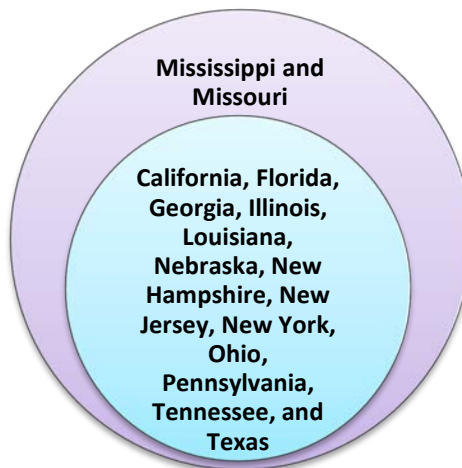 Mississippi and
Missouri
California, Florida,
Georgia, Illinois,
Louisiana,
Nebraska, New
Hampshire, New
Jersey, New York,
Ohio,
Pennsylvania,
Tennessee, and
Texas